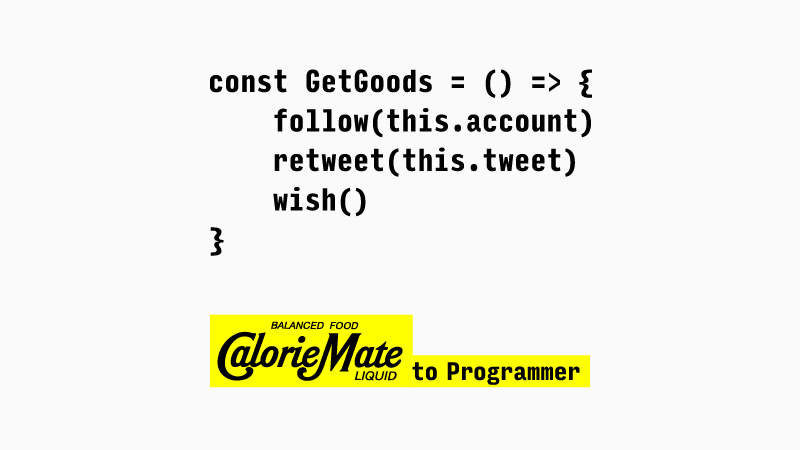 const GetGoods = () => {
    follow(this.account)
    retweet(this.tweet)
    wish()
}
BALANCED FOOD
CalorieMate
LIQUID
to Programmer